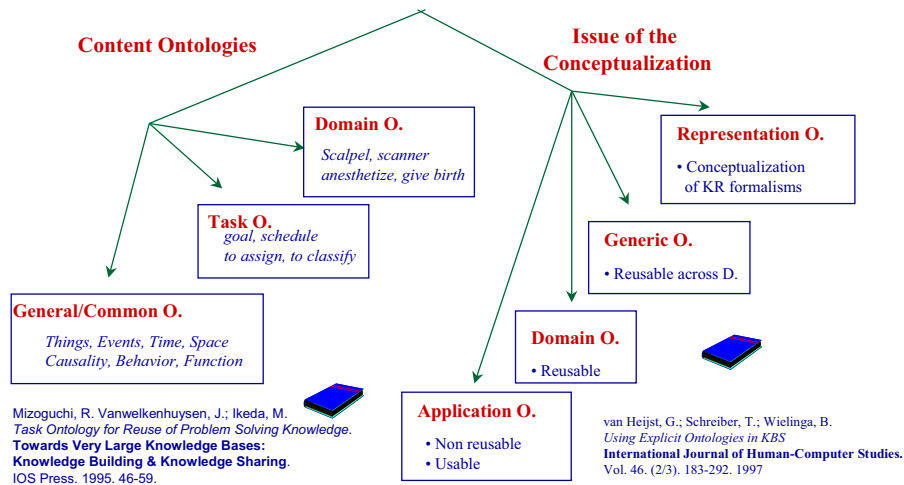 Content Ontologies
Issue of the
Conceptualization
Domain O.
Scalpel, scanner
anesthetize, give birth
Representation O.
• Conceptualization
of KR formalisms
Task O.
goal, schedule
to assign, to classify
Generic O.
• Reusable across D.
General/Common O.
Things, Events, Time, Space
Causality, Behavior, Function
Domain O.
• Reusable
Application O.
• Non reusable
• Usable
Mizoguchi, R. Vanwelkenhuysen, J.; Ikeda, M.
Task Ontology for Reuse of Problem Solving Knowledge.
Towards Very Large Knowledge Bases:
Knowledge Building & Knowledge Sharing.
IOS Press, 1995. 46-59.
van Heijst, G.; Schreiber, T.; Wielinga, B.
Using Explicit Ontologies in KBS
International Journal of Human-Computer Studies.
Vol. 46. (2/3). 183-292. 1997